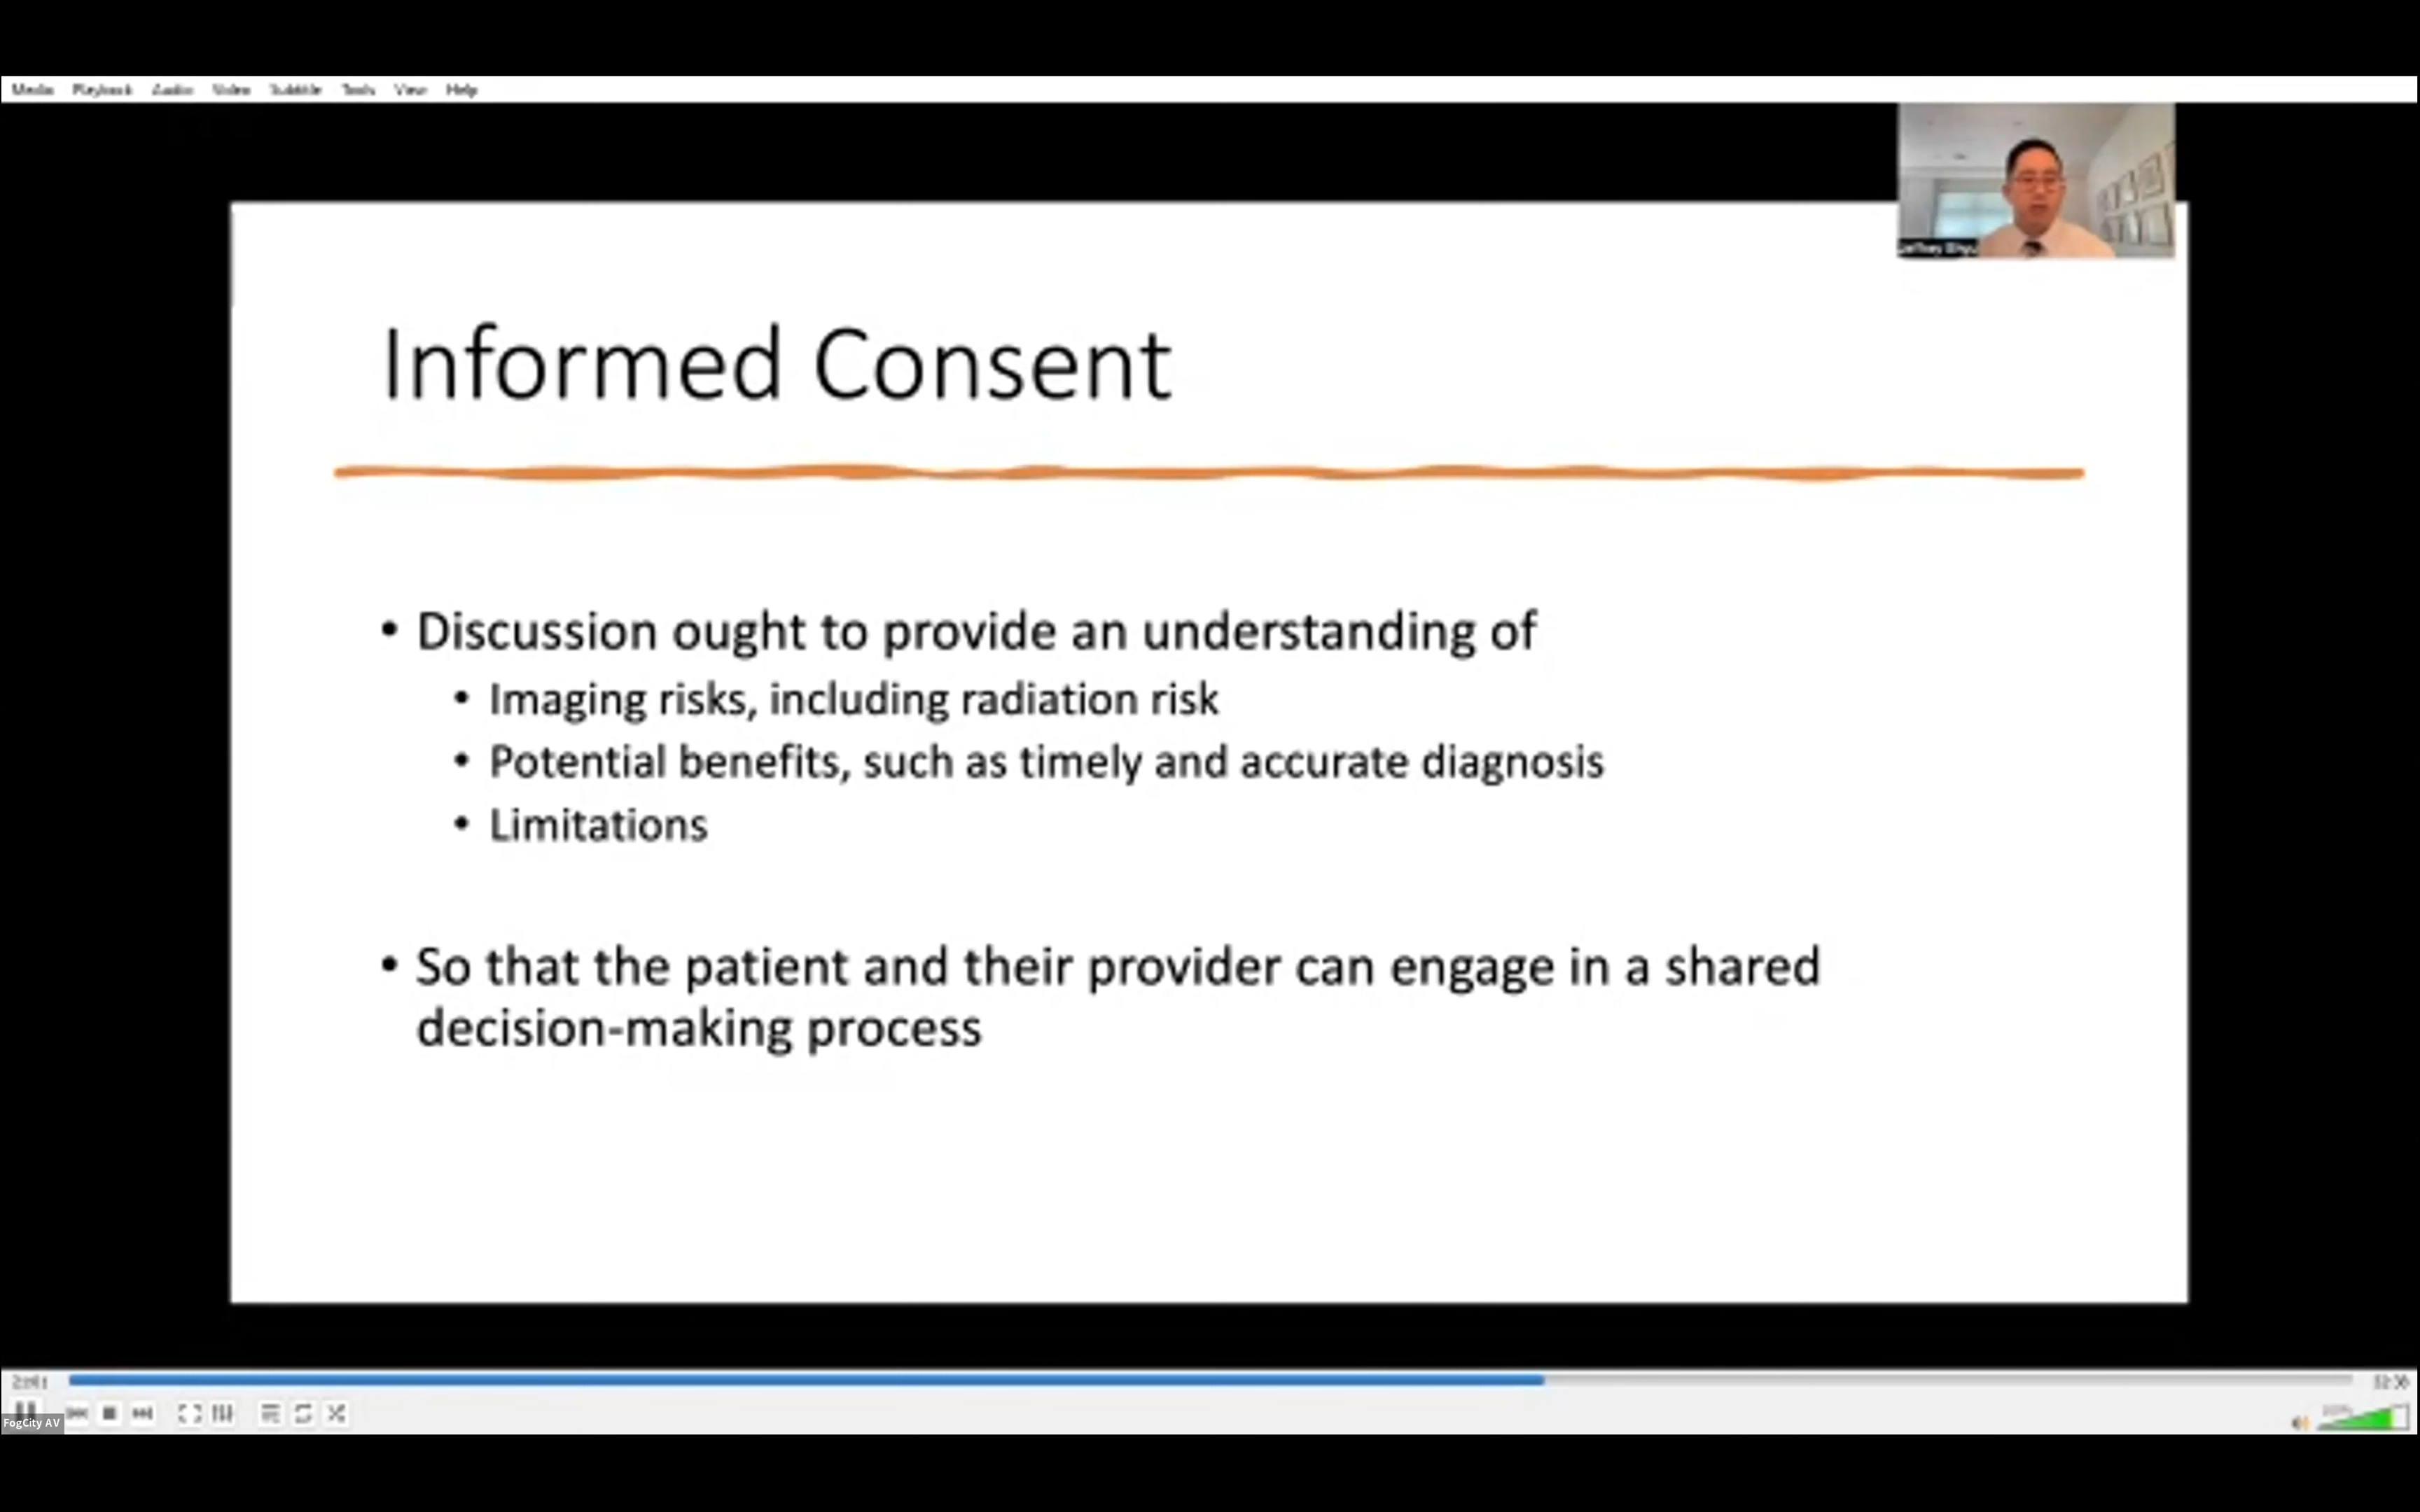 Media Playback Audio Video Subtitle Tools View Help
Informed Consent
• Discussion ought to provide an understanding of
• Imaging risks, including radiation risk
• Potential benefits, such as timely and accurate diagnosis
• Limitations
• So that the patient and their provider can engage in a shared
decision-making process
FogCity AV